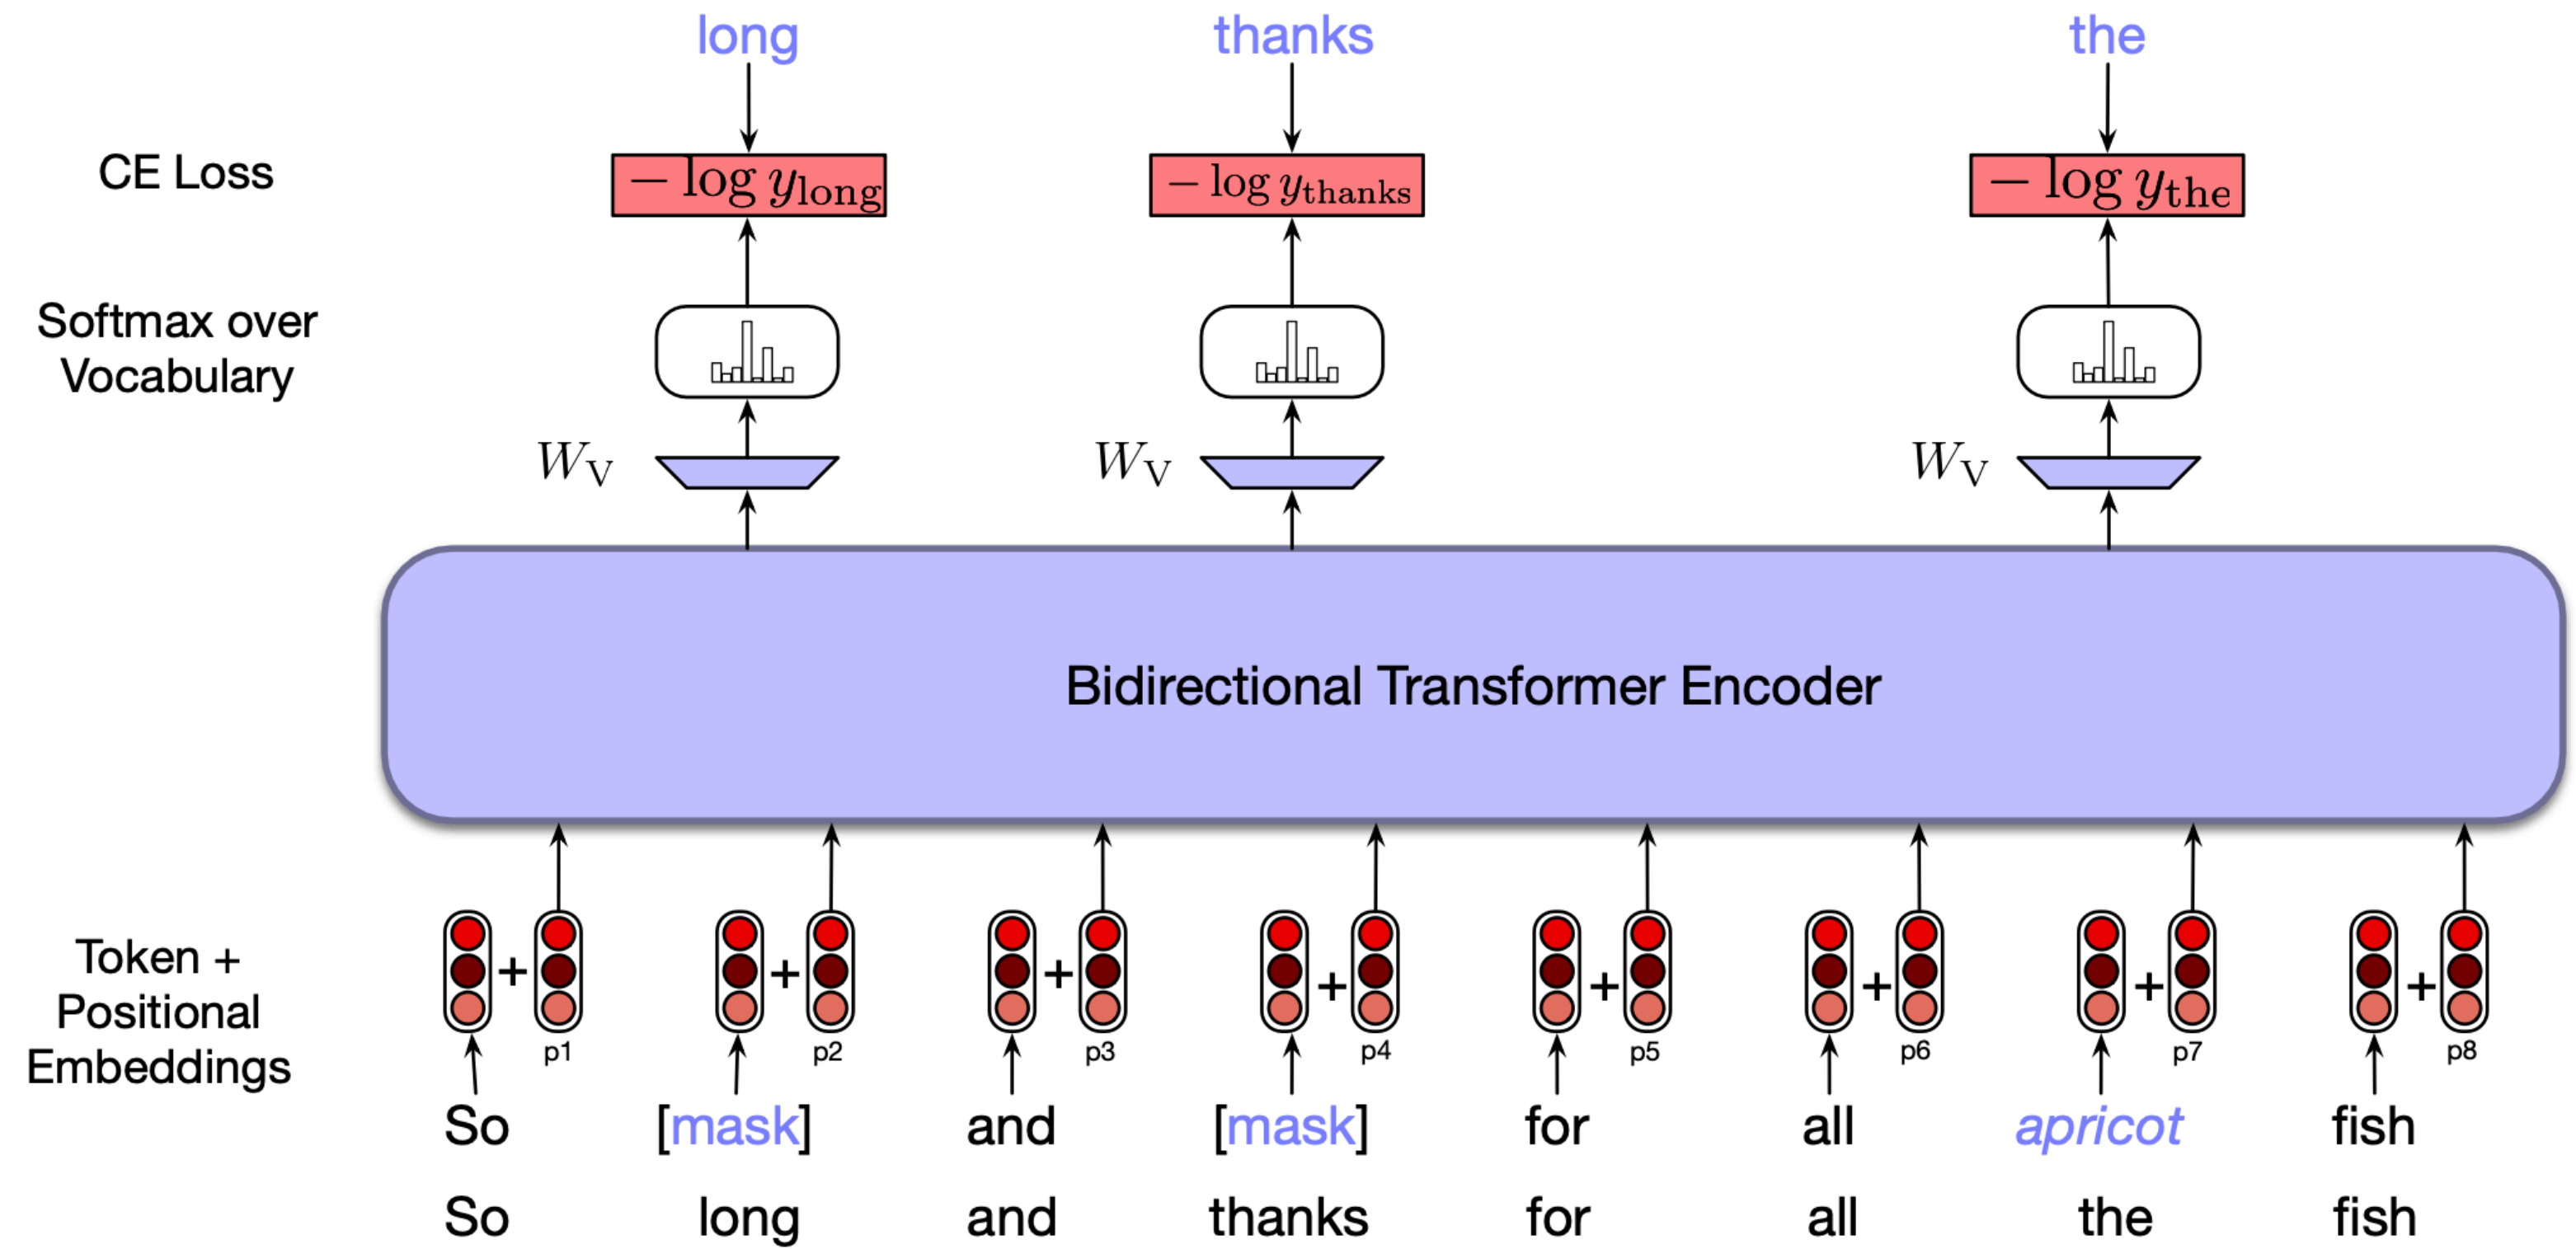 long thanks the
CE Loss
− log y_long − log y_thanks − log y_the
Softmax over
Vocabulary
W_V W_V W_V
Bidirectional Transformer Encoder
Token +
Positional
Embeddings
+ + + + + + + +
p1 p2 p3 p4 p5 p6 p7 p8
So [mask] and [mask] for all apricot fish
So long and thanks for all the fish